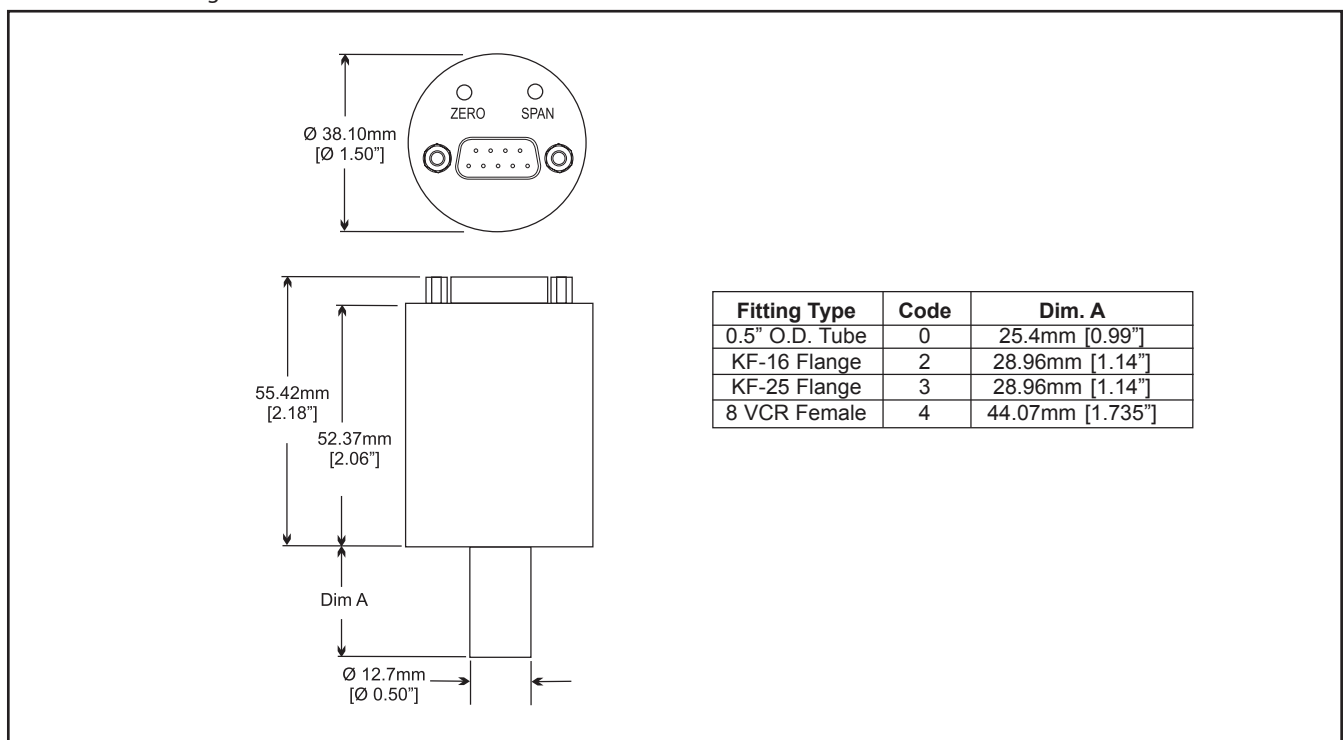 ZERO SPAN
Ø 38.10mm
[Ø 1.50”]
55.42mm
[2.18”]
52.37mm
[2.06”]
Dim A
Ø 12.7mm
[Ø 0.50”]
Fitting Type Code Dim. A
0.5” O.D. Tube 0 25.4mm [0.99”]
KF-16 Flange 2 28.96mm [1.14”]
KF-25 Flange 3 28.96mm [1.14”]
8 VCR Female 4 44.07mm [1.735”]